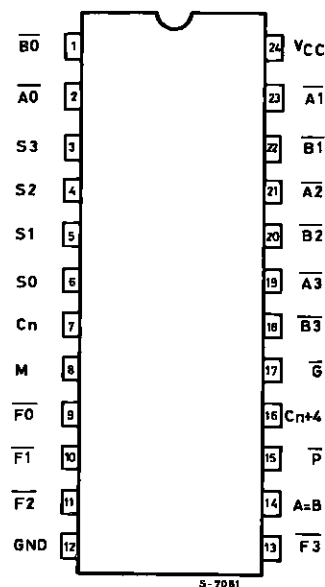 B0 1 24 VCC
A0 2 23 A1
S3 3 22 B1
S2 4 21 A2
S1 5 20 B2
S0 6 19 A3
Cn 7 18 B3
M 8 17 G
F0 9 16 Cn+4
F1 10 15 P
F2 11 14 A=B
GND 12 13 F3
S-7081